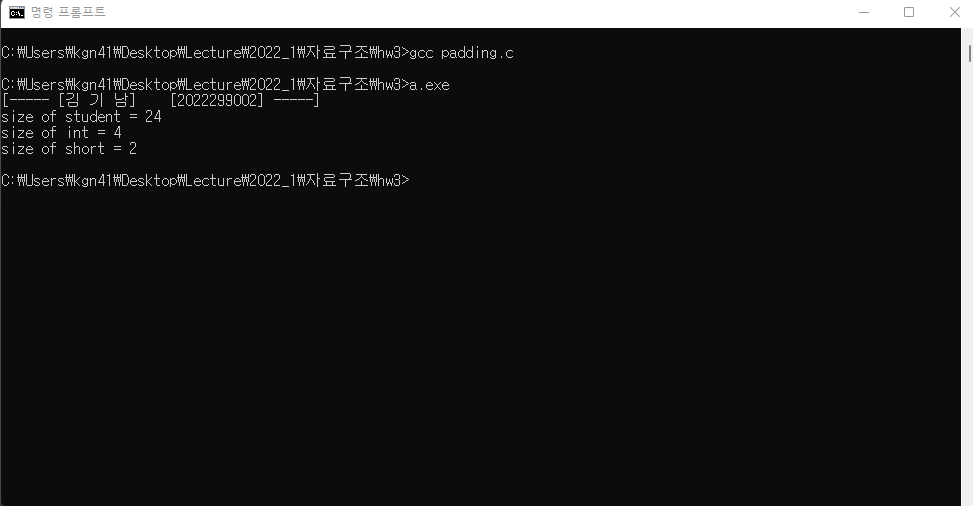 명령 프롬프트
C:₩Users₩kgn41₩Desktop₩Lecture₩2022_1₩자료구조₩hw3>gcc padding.c
C:₩Users₩kgn41₩Desktop₩Lecture₩2022_1₩자료구조₩hw3>a.exe
[----- [김 기 남]    [2022299002] -----]
size of student = 24
size of int = 4
size of short = 2
C:₩Users₩kgn41₩Desktop₩Lecture₩2022_1₩자료구조₩hw3>